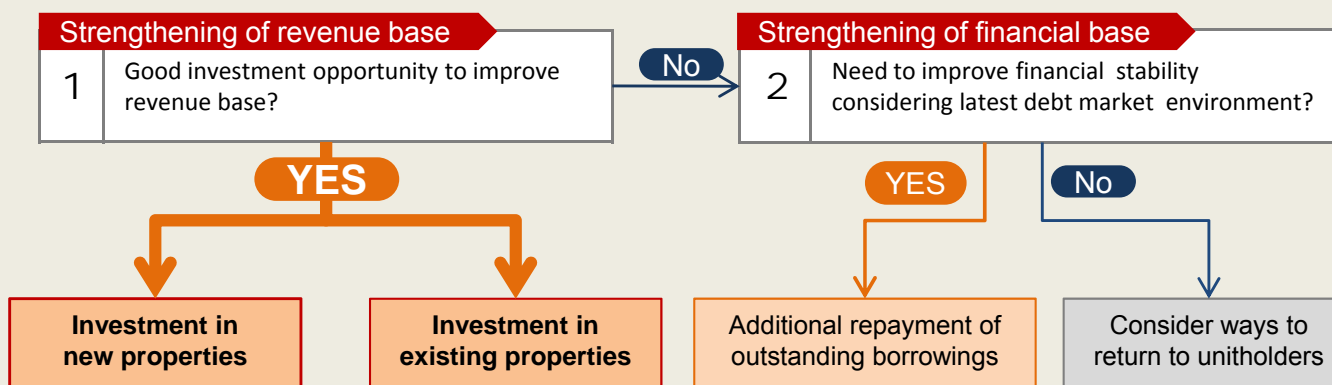 Strengthening of revenue base
1
Good investment opportunity to improve
revenue base?
No
Strengthening of financial base
2
Need to improve financial stability
considering latest debt market environment?
YES
YES
No
Investment in
new properties
Investment in
existing properties
Additional repayment of
outstanding borrowings
Consider ways to
return to unitholders